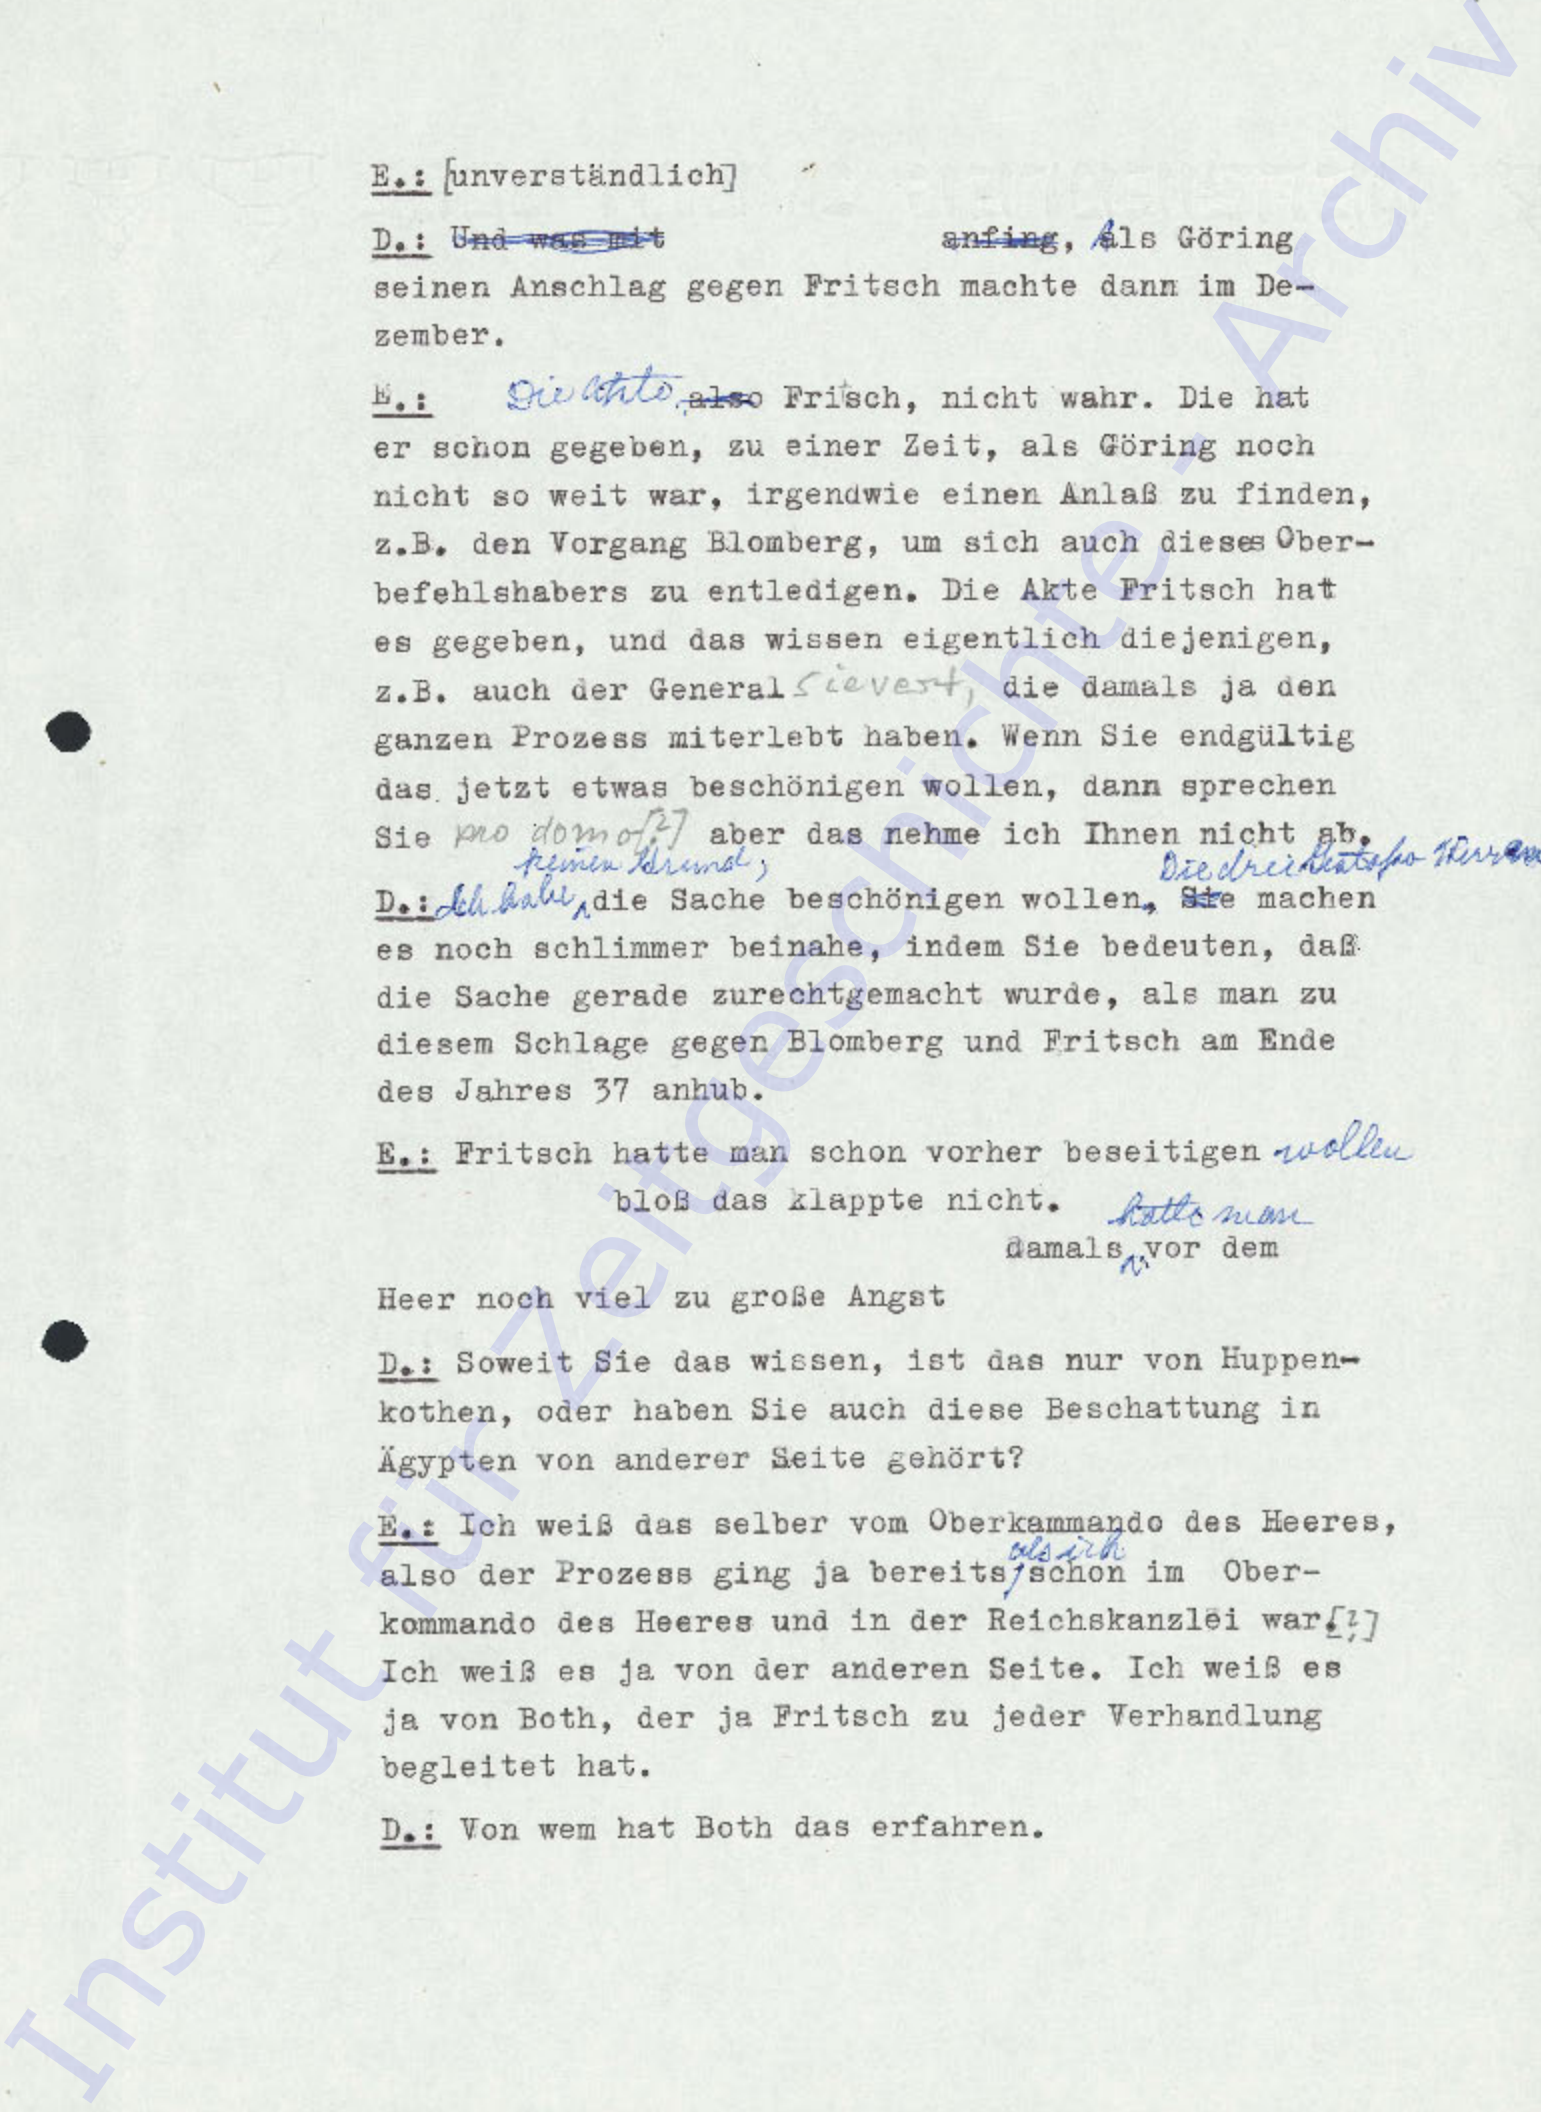 E.: [unverständlich]
D.: Und was mit anfing, Als Göring
seinen Anschlag gegen Fritsch machte dann im De-
zember.
E.: Die Akte also Fritsch, nicht wahr. Die hat
er schon gegeben, zu einer Zeit, als Göring noch
nicht so weit war, irgendwie einen Anlaß zu finden,
z.B. den Vorgang Blomberg, um sich auch dieses Ober-
befehlshabers zu entledigen. Die Akte Fritsch hat
es gegeben, und das wissen eigentlich diejenigen,
z.B. auch der General Sievert, die damals ja den
ganzen Prozess miterlebt haben. Wenn Sie endgültig
das jetzt etwas beschönigen wollen, dann sprechen
Sie pro domo[?] aber das nehme ich Ihnen nicht ab.
keinen Grund, Die drei Gestapo
D.: Ich habe die Sache beschönigen wollen, Sie machen
es noch schlimmer beinahe, indem Sie bedeuten, daß
die Sache gerade zurechtgemacht wurde, als man zu
diesem Schlage gegen Blomberg und Fritsch am Ende
des Jahres 37 anhub.
E.: Fritsch hatte man schon vorher beseitigen wollen
bloß das klappte nicht.
hatte man
damals vor dem
Heer noch viel zu große Angst
D.: Soweit Sie das wissen, ist das nur von Huppen-
kothen, oder haben Sie auch diese Beschattung in
Ägypten von anderer Seite gehört?
E.: Ich weiß das selber vom Oberkammando des Heeres,
als ich
also der Prozess ging ja bereits, schon im Ober-
kommando des Heeres und in der Reichskanzlei war.[?]
Ich weiß es ja von der anderen Seite. Ich weiß es
ja von Both, der ja Fritsch zu jeder Verhandlung
begleitet hat.
D.: Von wem hat Both das erfahren.
Institut für Zeitgeschichte - Archiv